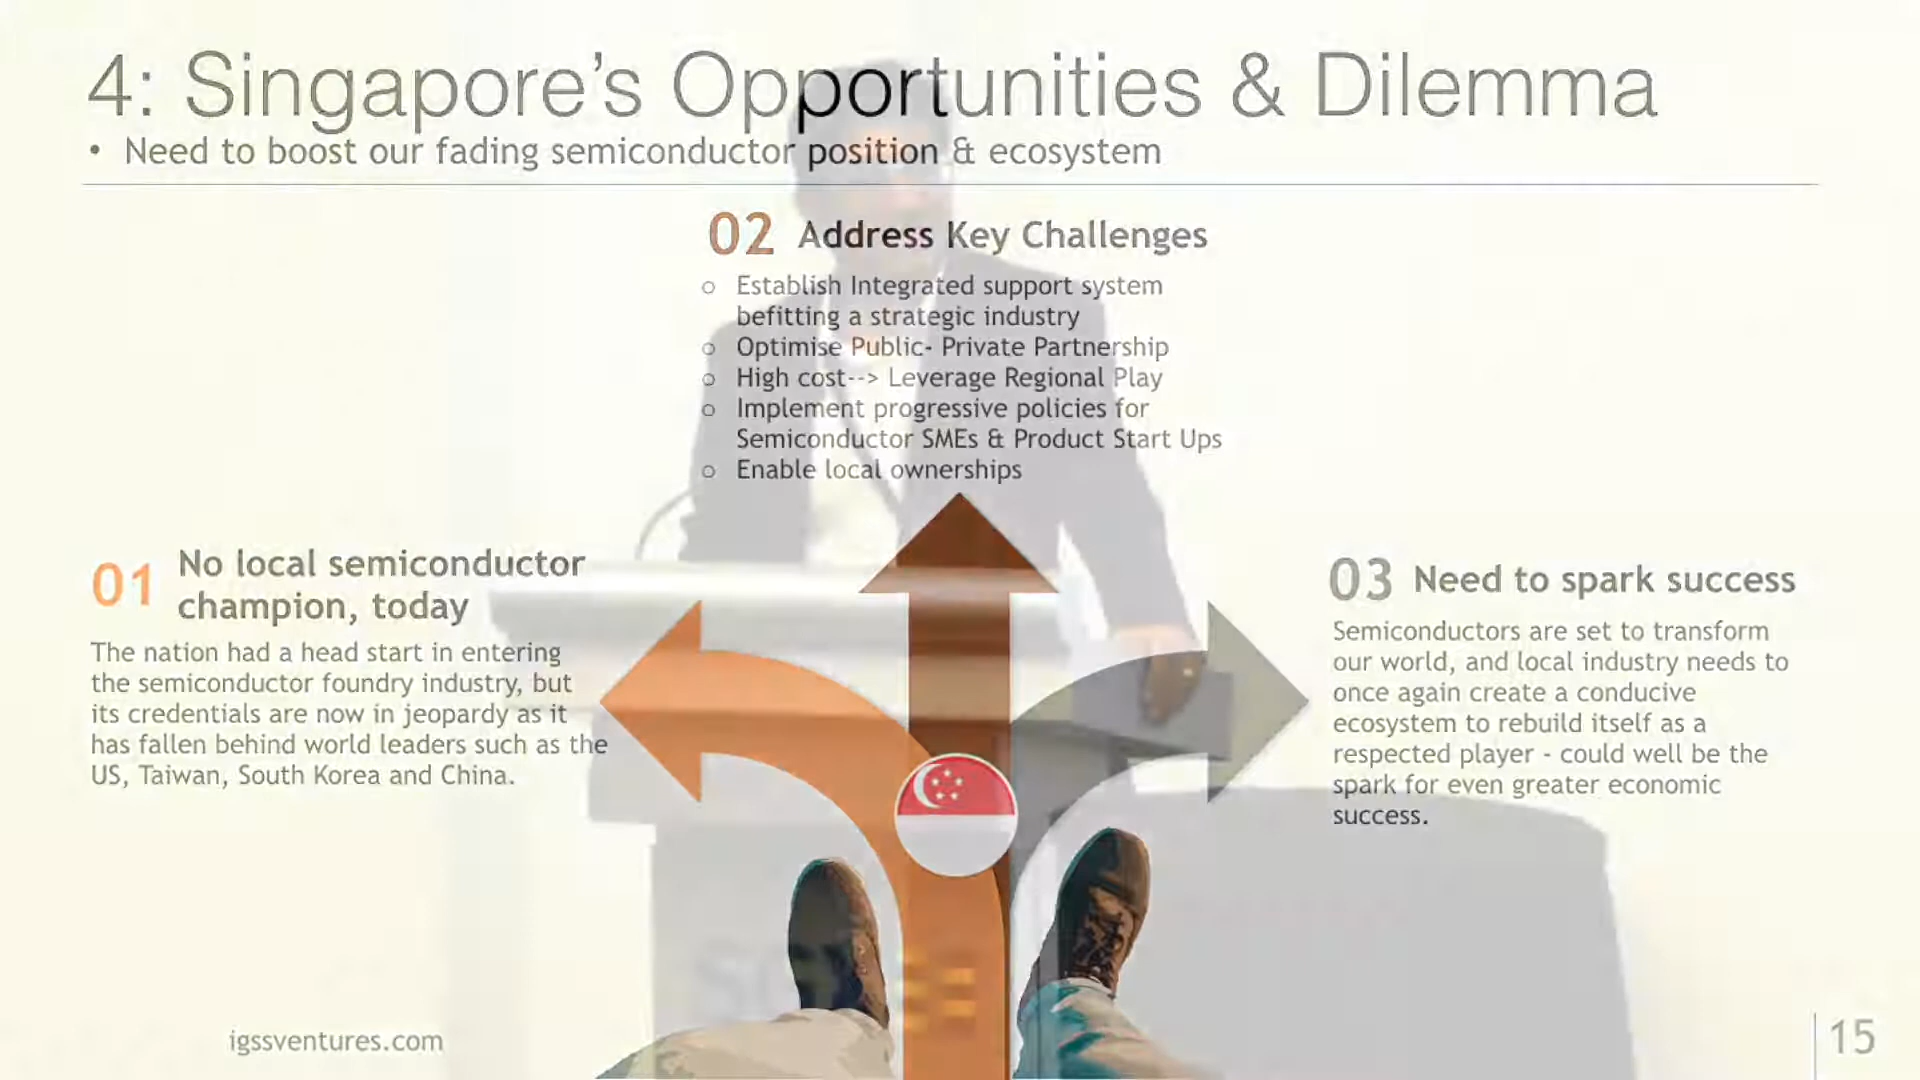 4: Singapore’s Opportunities & Dilemma
• Need to boost our fading semiconductor position & ecosystem
02 Address Key Challenges
o Establish Integrated support system
befitting a strategic industry
o Optimise Public- Private Partnership
o High cost--> Leverage Regional Play
o Implement progressive policies for
Semiconductor SMEs & Product Start Ups
o Enable local ownerships
01 No local semiconductor
champion, today
The nation had a head start in entering
the semiconductor foundry industry, but
its credentials are now in jeopardy as it
has fallen behind world leaders such as the
US, Taiwan, South Korea and China.
03 Need to spark success
Semiconductors are set to transform
our world, and local industry needs to
once again create a conducive
ecosystem to rebuild itself as a
respected player - could well be the
spark for even greater economic
success.
igssventures.com
15